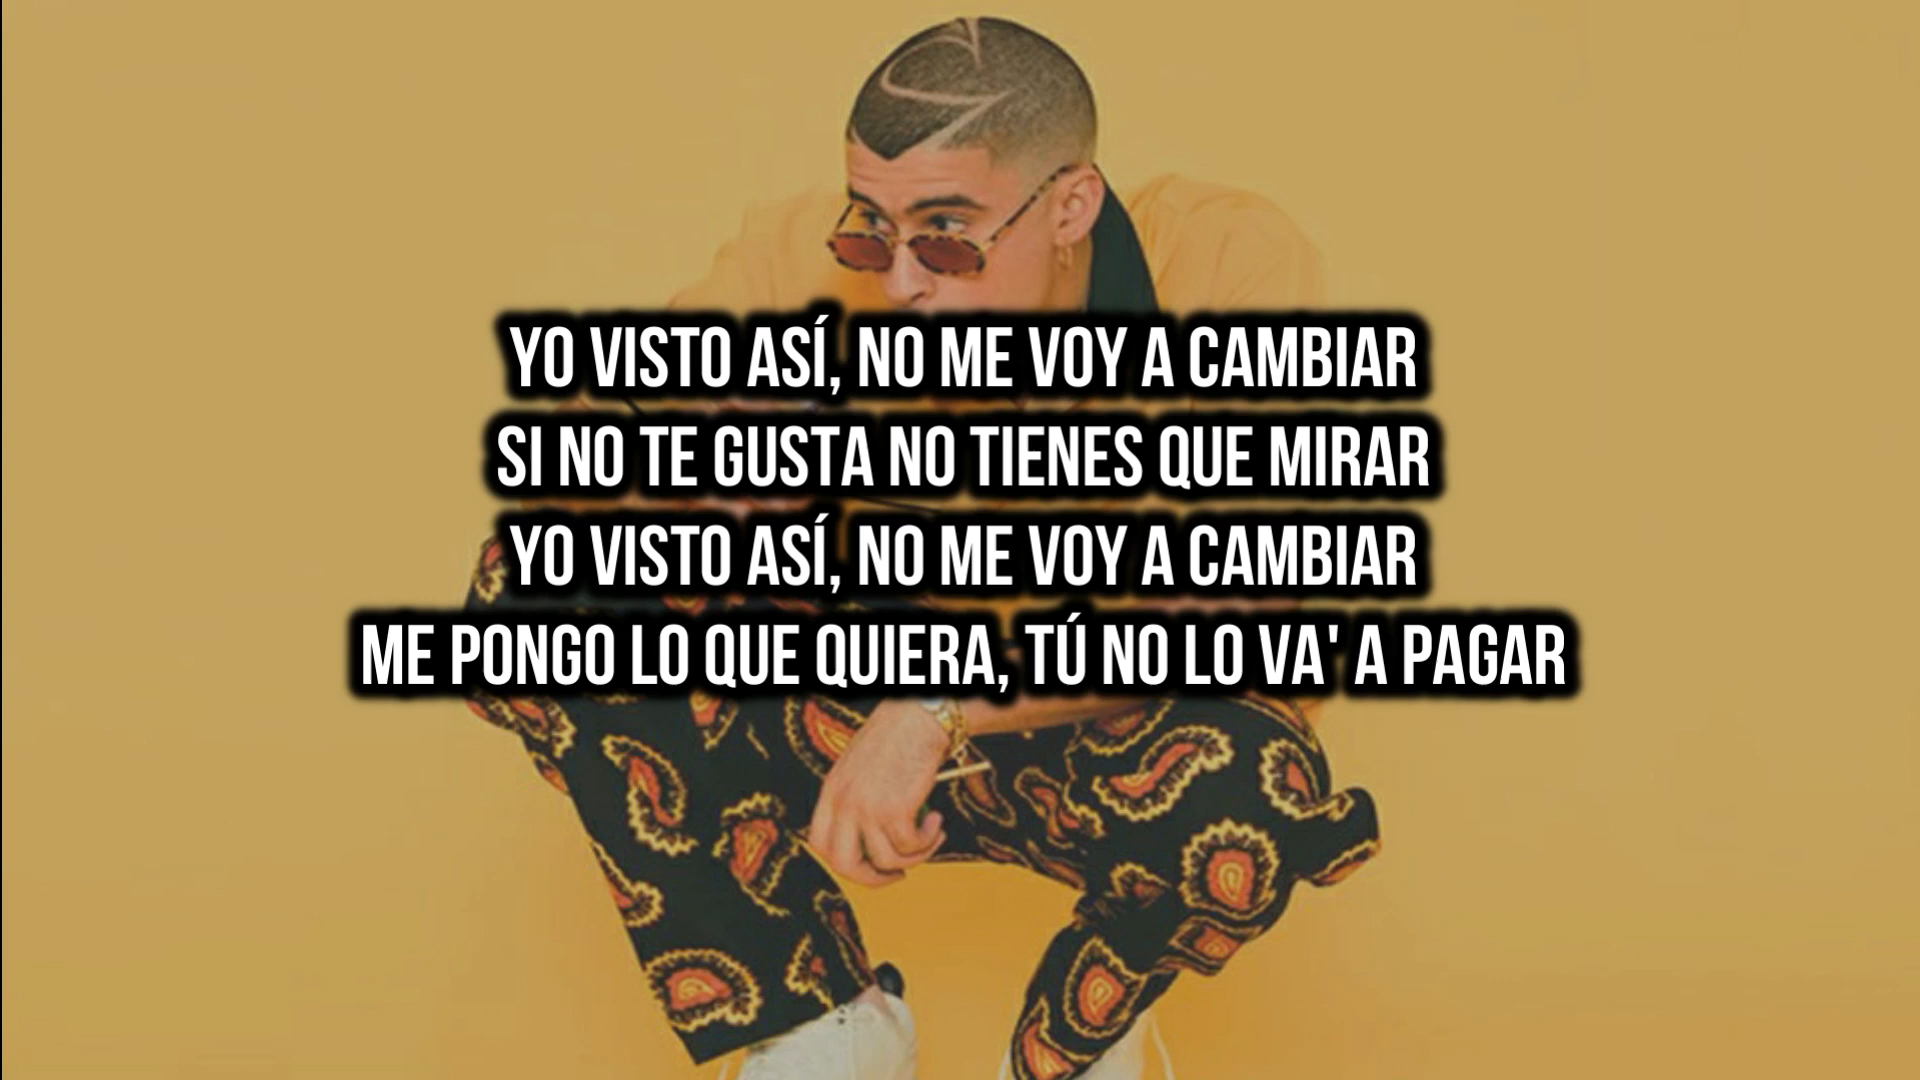 YO VISTO ASÍ, NO ME VOY A CAMBIAR
SI NO TE GUSTA NO TIENES QUE MIRAR
YO VISTO ASÍ, NO ME VOY A CAMBIAR
ME PONGO LO QUE QUIERA, TÚ NO LO VA' A PAGAR